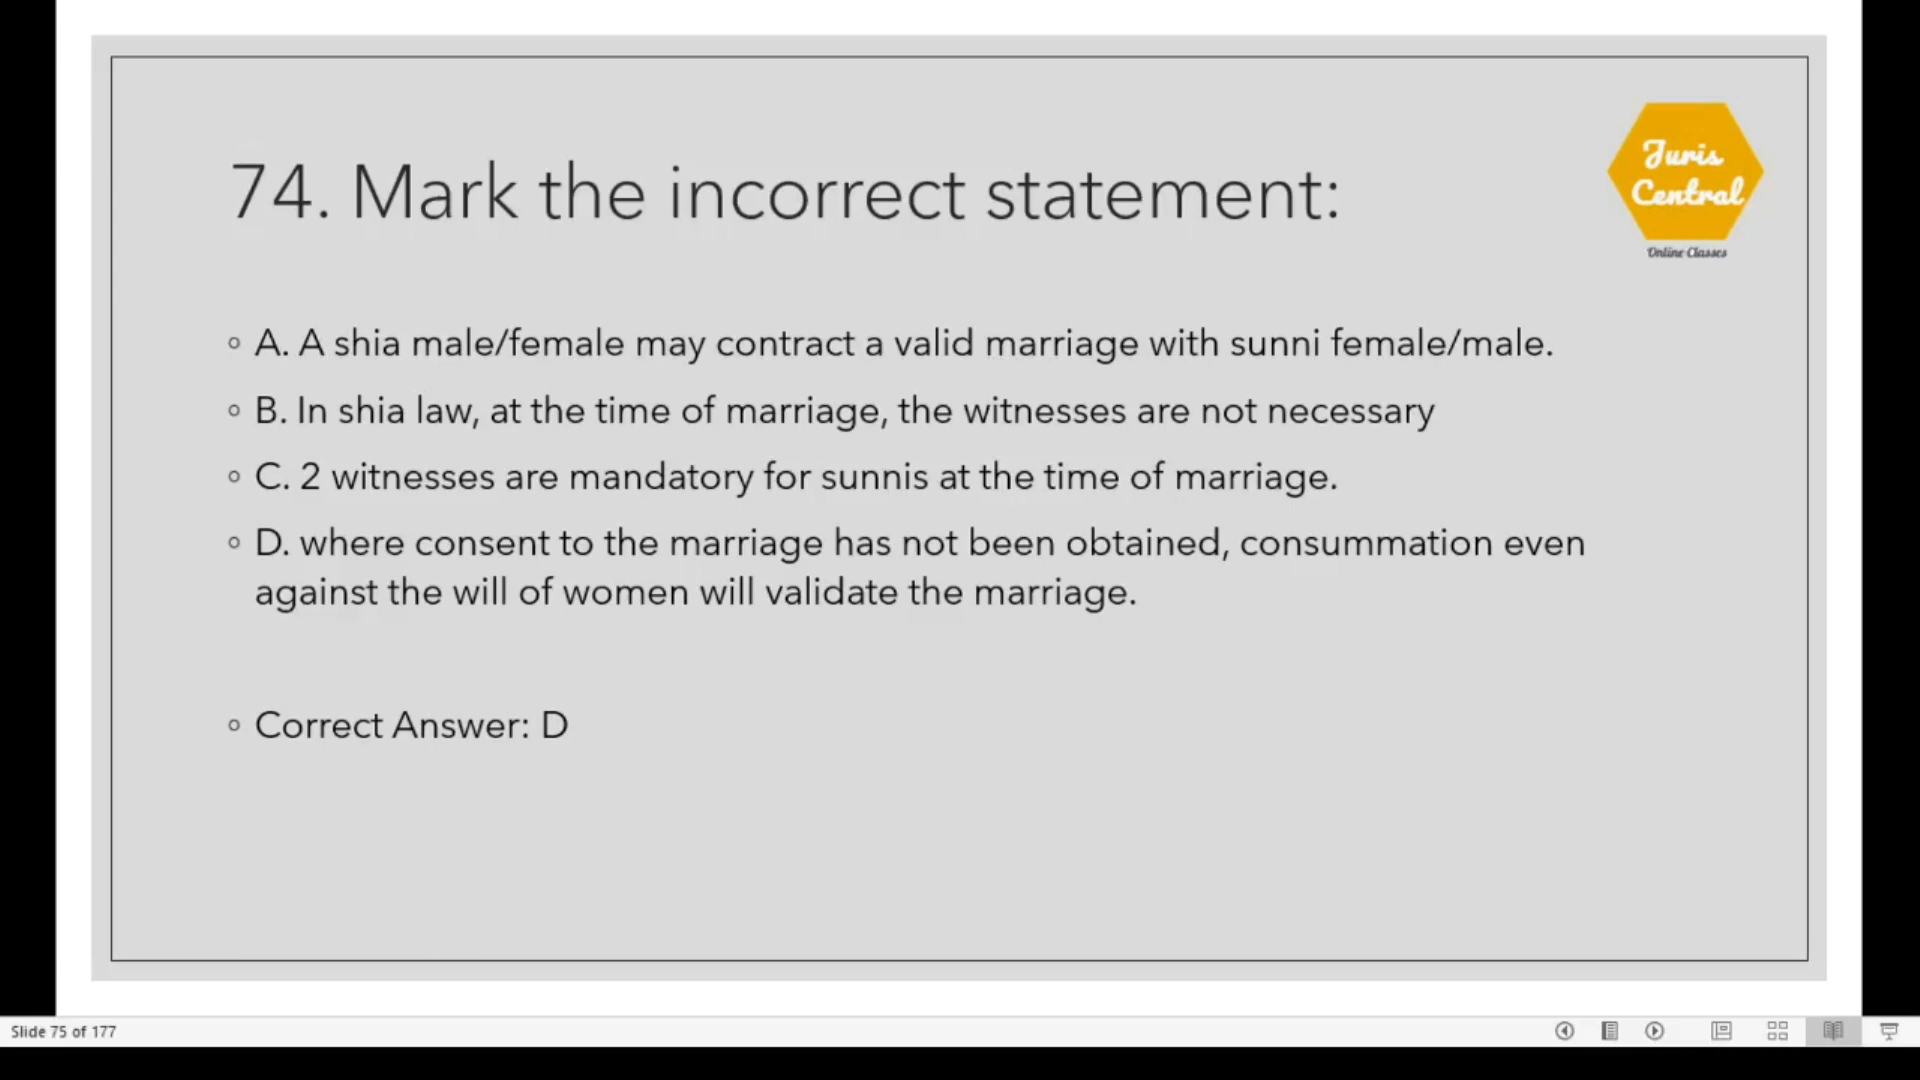 74. Mark the incorrect statement:
Juris
Central
Online Classes
◦ A. A shia male/female may contract a valid marriage with sunni female/male.
◦ B. In shia law, at the time of marriage, the witnesses are not necessary
◦ C. 2 witnesses are mandatory for sunnis at the time of marriage.
◦ D. where consent to the marriage has not been obtained, consummation even
against the will of women will validate the marriage.
◦ Correct Answer: D
Slide 75 of 177